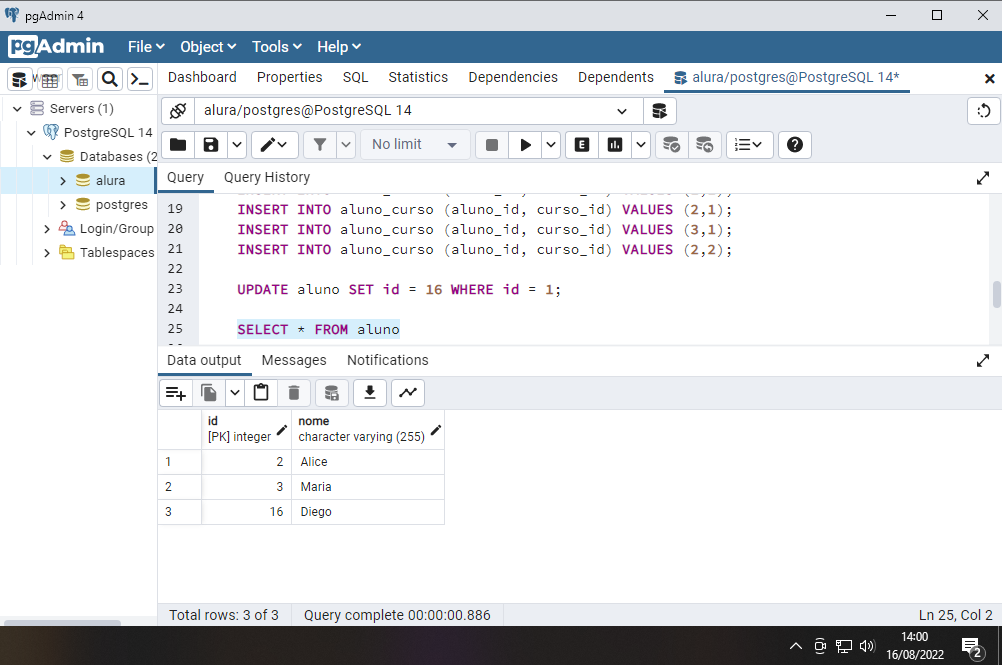 pgAdmin 4
pgAdmin File Object Tools Help
Dashboard Properties SQL Statistics Dependencies Dependents alura/postgres@PostgreSQL 14*
Servers (1)
PostgreSQL 14
Databases (2
alura
postgres
Login/Group
Tablespaces
alura/postgres@PostgreSQL 14
No limit
Query Query History
19 INSERT INTO aluno_curso (aluno_id, curso_id) VALUES (2,1);
20 INSERT INTO aluno_curso (aluno_id, curso_id) VALUES (3,1);
21 INSERT INTO aluno_curso (aluno_id, curso_id) VALUES (2,2);
22
23 UPDATE aluno SET id = 16 WHERE id = 1;
24
25 SELECT * FROM aluno
Data output Messages Notifications
id nome
[PK] integer character varying (255)
1 2 Alice
2 3 Maria
3 16 Diego
Total rows: 3 of 3 Query complete 00:00:00.886 Ln 25, Col 2
14:00
16/08/2022
2